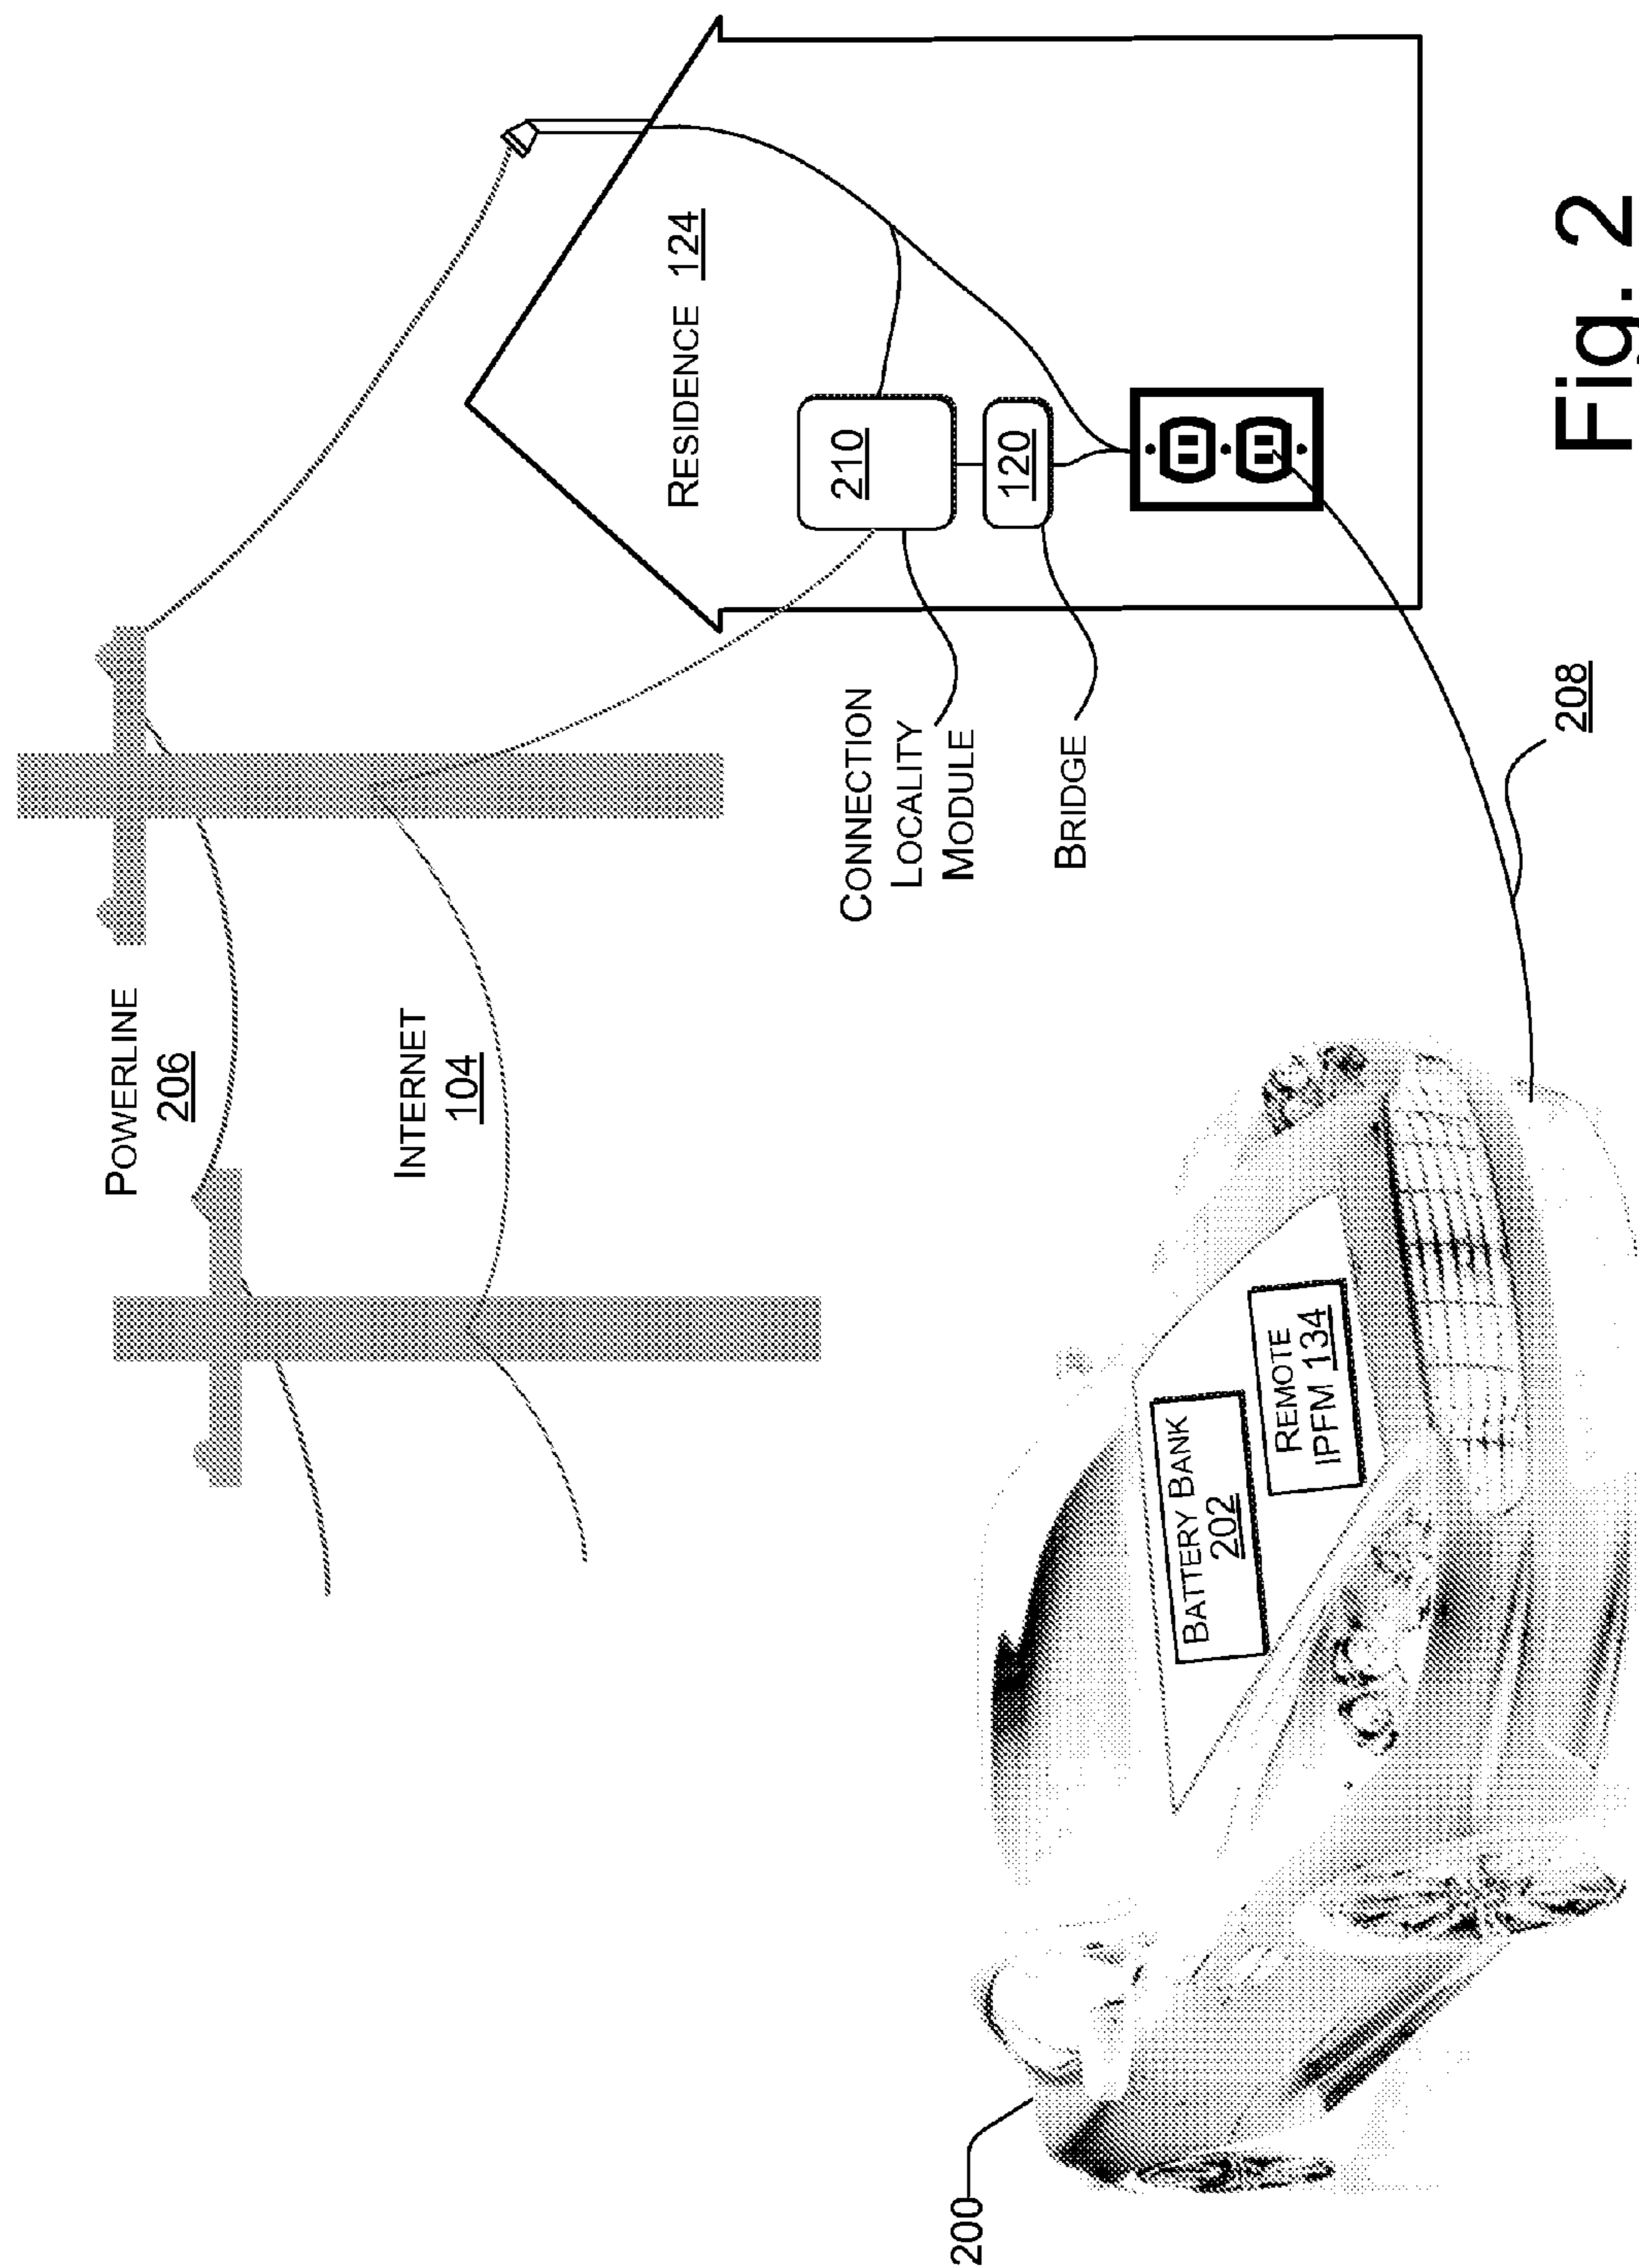 POWERLINE
206
INTERNET
104
RESIDENCE 124
210
120
CONNECTION
LOCALITY
MODULE
BRIDGE
BATTERY BANK
202
REMOTE
IPFM 134
200
208
Fig. 2